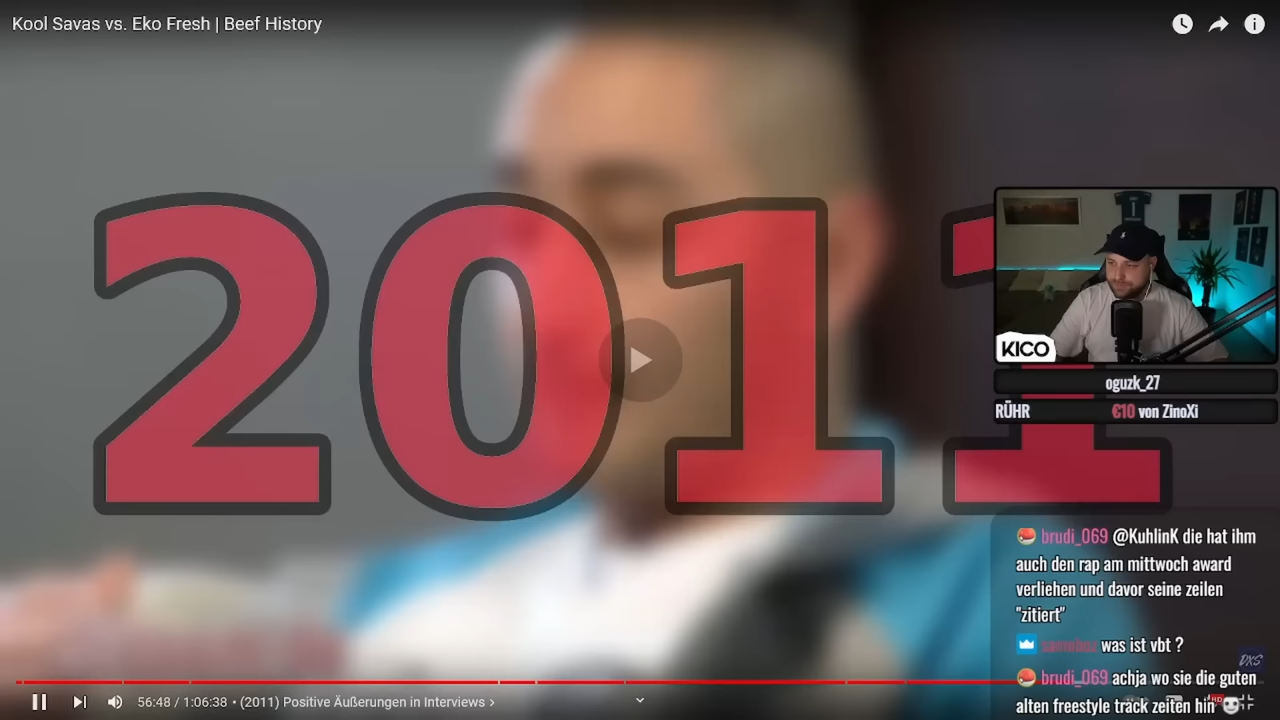 Kool Savas vs. Eko Fresh | Beef History
2011
KICO
oguzk_27
RÜHR €10 von ZinoXi
brudi_069 @KuhlinK die hat ihm
auch den rap am mittwoch award
verliehen und davor seine zeilen
"zitiert"
was ist vbt ?
DXS
brudi_069 achja wo sie die guten
alten freestyle track zeiten hin
56:48 / 1:06:38 • (2011) Positive Äußerungen in Interviews >
HD